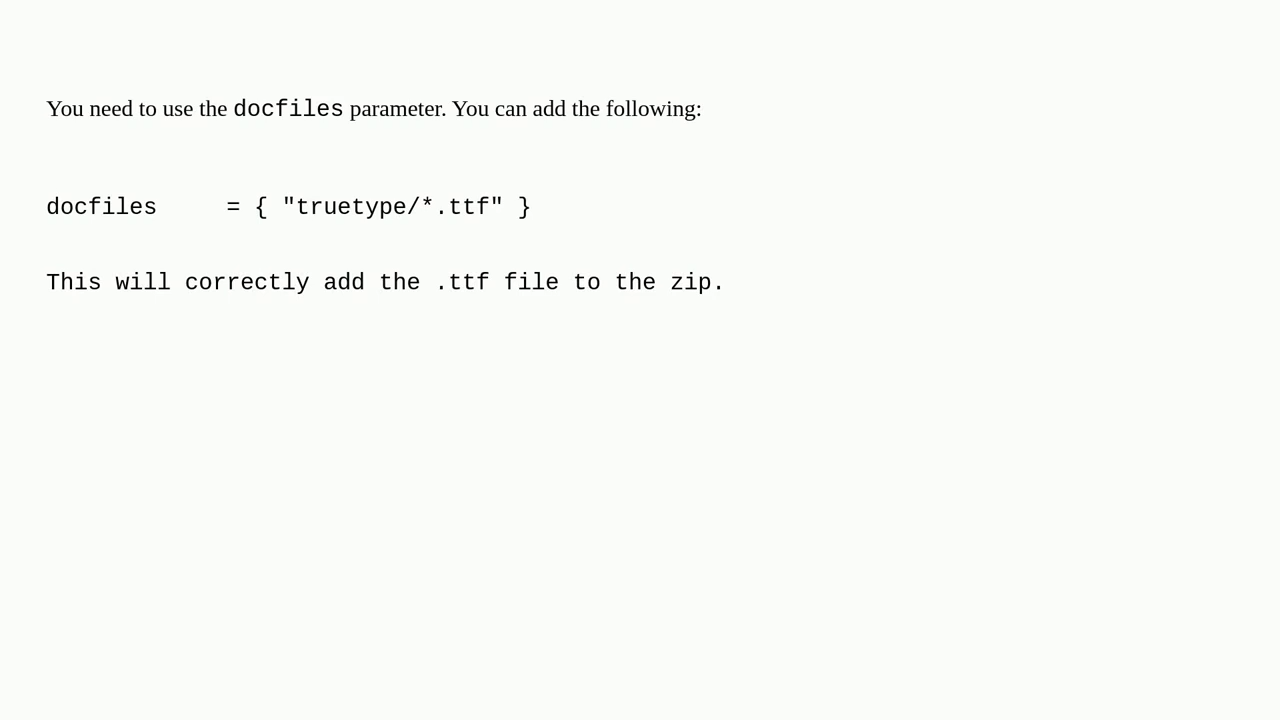 You need to use the docfiles parameter. You can add the following:
docfiles     = { "truetype/*.ttf" }
This will correctly add the .ttf file to the zip.